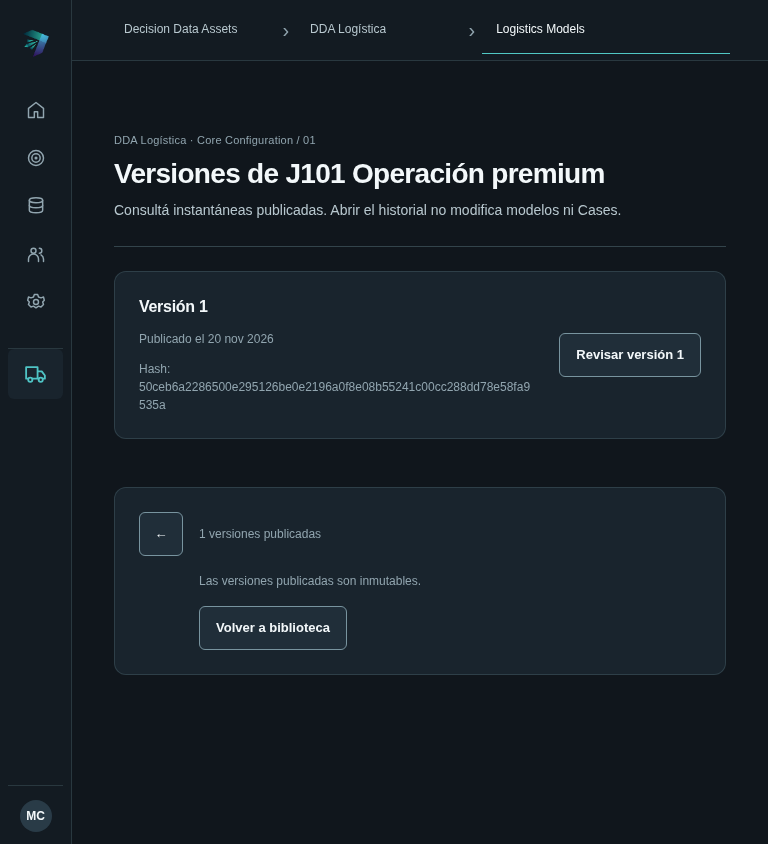 Decision Data Assets › DDA Logística › Logistics Models
DDA Logística · Core Configuration / 01
Versiones de J101 Operación premium
Consultá instantáneas publicadas. Abrir el historial no modifica modelos ni Cases.
Versión 1
Publicado el 20 nov 2026
Revisar versión 1
Hash:
50ceb6a2286500e295126be0e2196a0f8e08b55241c00cc288dd78e58fa9
535a
← 1 versiones publicadas
Las versiones publicadas son inmutables.
Volver a biblioteca
MC